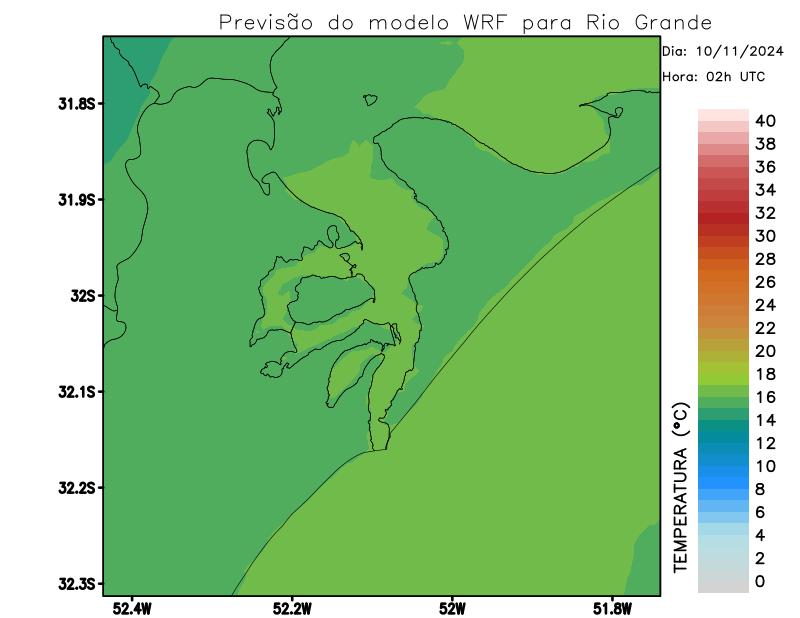 Previsão do modelo WRF para Rio Grande
Dia: 10/11/2024
Hora: 02h UTC
31.8S
31.9S
32S
32.1S
32.2S
32.3S
52.4W
52.2W
52W
51.8W
TEMPERATURA (°C)
40
38
36
34
32
30
28
26
24
22
20
18
16
14
12
10
8
6
4
2
0